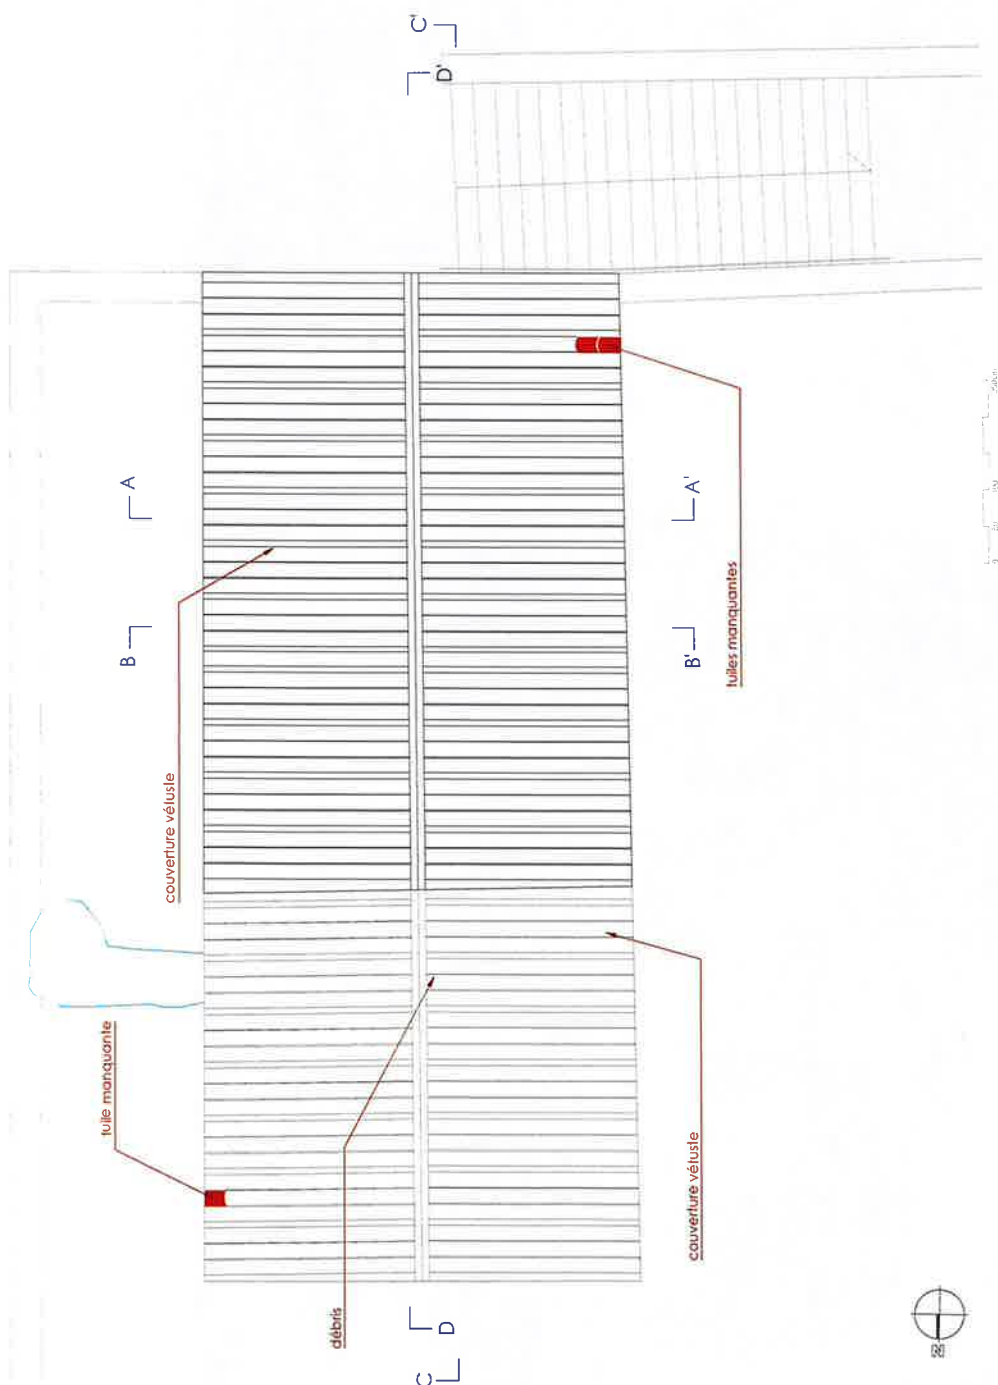 C'
D'
A
A'
B
B'
tuiles manquantes
couverture vétuste
tuile manquante
débris
couverture vétuste
D
C